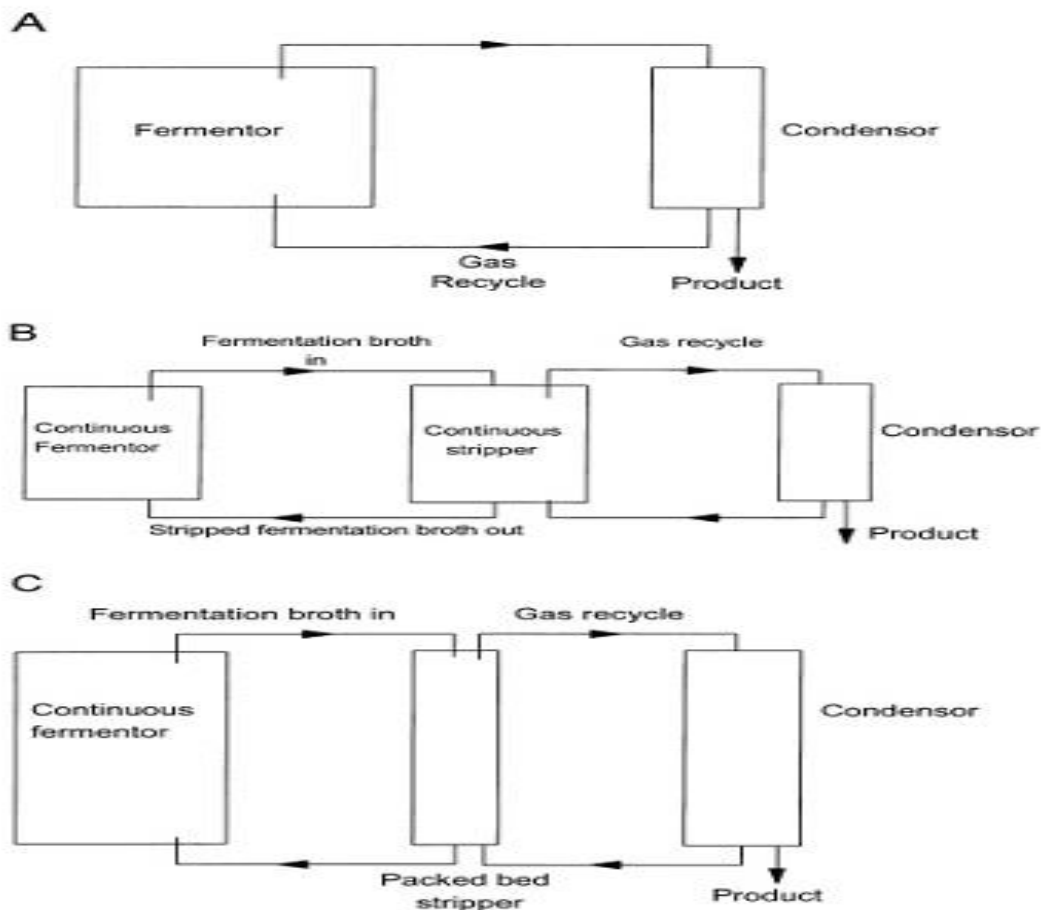 A
Fermentor
Condensor
Gas
Recycle
Product
B
Fermentation broth
in
Gas recycle
Continuous
Fermentor
Continuous
stripper
Condensor
Stripped fermentation broth out
Product
C
Fermentation broth in
Gas recycle
Continuous
fermentor
Condensor
Packed bed
stripper
Product